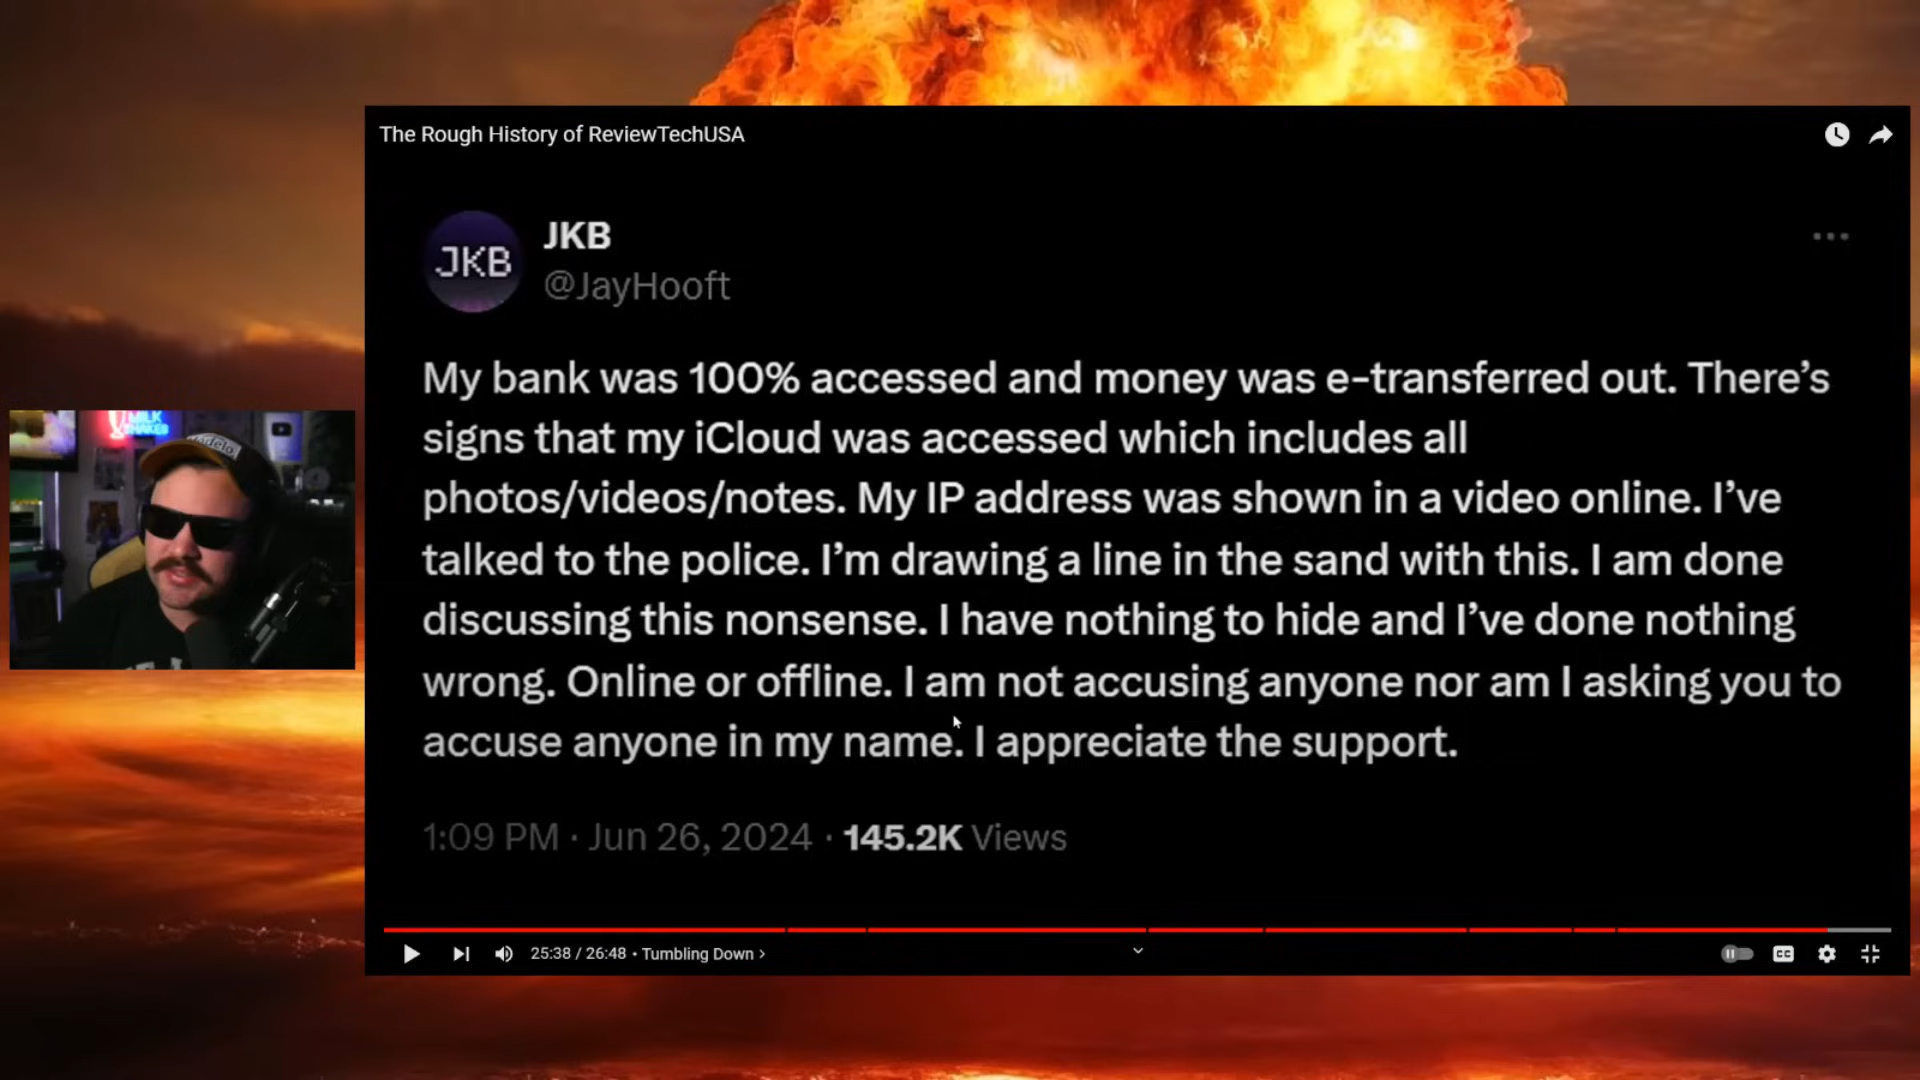 The Rough History of ReviewTechUSA
JKB
JKB
@JayHooft
My bank was 100% accessed and money was e-transferred out. There's
signs that my iCloud was accessed which includes all
photos/videos/notes. My IP address was shown in a video online. I've
talked to the police. I'm drawing a line in the sand with this. I am done
discussing this nonsense. I have nothing to hide and I've done nothing
wrong. Online or offline. I am not accusing anyone nor am I asking you to
accuse anyone in my name. I appreciate the support.
1:09 PM · Jun 26, 2024 · 145.2K Views
MILK
SHAKES
Modelo
25:38 / 26:48 • Tumbling Down >
CC